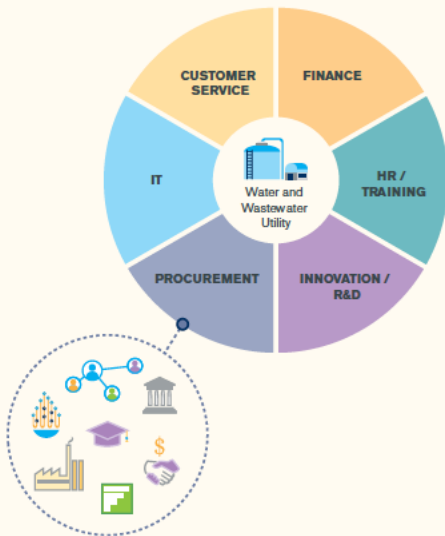 CUSTOMER
SERVICE
FINANCE
IT
HR /
TRAINING
Water and
Wastewater
Utility
PROCUREMENT
INNOVATION /
R&D
$